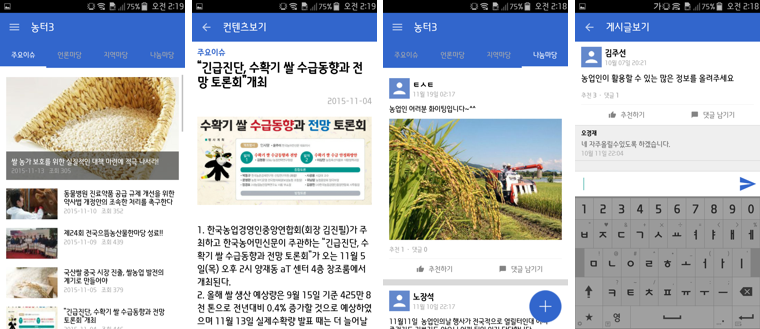 75% 오전 2:19
농터3
주요이슈 언론마당 지역마당 나눔마당
쌀 농가 보호를 위한 실질적인 대책 마련에 적극 나서라!
2015-11-13 조회 305
동물병원 진료약품 공급 규제 개선을 위한
약사법 개정안의 조속한 처리를 촉구한다
2015-11-10 조회 352
제24회 전국으뜸농산물한마당 성료!!
2015-11-09 조회 439
국산쌀 중국 시장 진출, 쌀농업 발전의
계기로 만들어야
2015-11-05 조회 379
"긴급진단, 수확기 쌀 수급동향과 전
망 토론회"개최
75% 오전 2:19
컨텐츠보기
주요이슈
"긴급진단, 수확기 쌀 수급동향과 전
망 토론회"개최
2015-11-04
수확기 쌀 수급동향과 전망 토론회
1. 한국농업경영인중앙연합회(회장 김진필)가 주
최하고 한국농어민신문이 주관하는 "긴급진단, 수
확기 쌀 수급동향과 전망 토론회"가 오는 11월 5
일(목) 오후 2시 양재동 aT 센터 4층 창조룸에서
개최된다.
2. 올해 쌀 생산 예상량은 9월 15일 기준 425만 8
천 톤으로 전년대비 0.4% 증가할 것으로 예상하였
으며 11월 13일 실제수확량 발표 때는 더 늘어날
75% 오전 2:18
농터3
주요이슈 언론마당 지역마당 나눔마당
ㅌㅅㅅ
11월 19일 02:17
농업인 여러분 화이팅입니다~^^
추천 1 · 댓글 0
추천하기 댓글 남기기
노장석
11월 10일 22:17
11월11일 농업인의날 행사가 전국적으로 열릴터인데
75% 오전 2:18
게시글보기
김주선
10월 07일 20:21
농업인이 활용할 수 있는 많은 정보를 올려주세요
추천 3 · 댓글 1
추천하기 댓글 남기기
오경재
네 자주올릴수있도록 하겠습니다.
10월 11일 22:04
1 2 3 4 5 6 7 8 9 0
ㅂ ㅈ ㄷ ㄱ ㅅ ㅛ ㅕ ㅑ ㅐ ㅔ
ㅁ ㄴ ㅇ ㄹ ㅎ ㅗ ㅓ ㅏ ㅣ
ㅋ ㅌ ㅊ ㅍ ㅠ ㅜ ㅡ
영